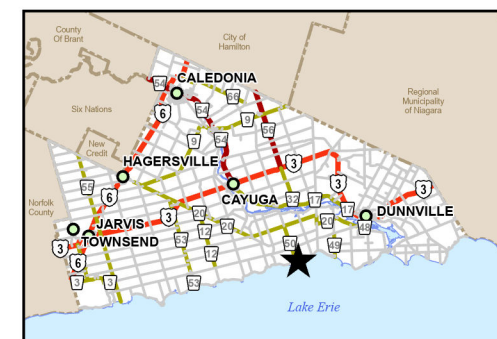 County
Of Brant
City of
Hamilton
54
CALEDONIA
66
Regional
Municipality
of Niagara
6
54
Six Nations
9
56
54
9
New
Credit
3
HAGERSVILLE
3
55
6
32
17
3
Norfolk
County
CAYUGA
20
17
DUNNVILLE
3
JARVIS
12
20
20
48
3
TOWNSEND
53
50
49
6
12
3
3
53
Lake Erie